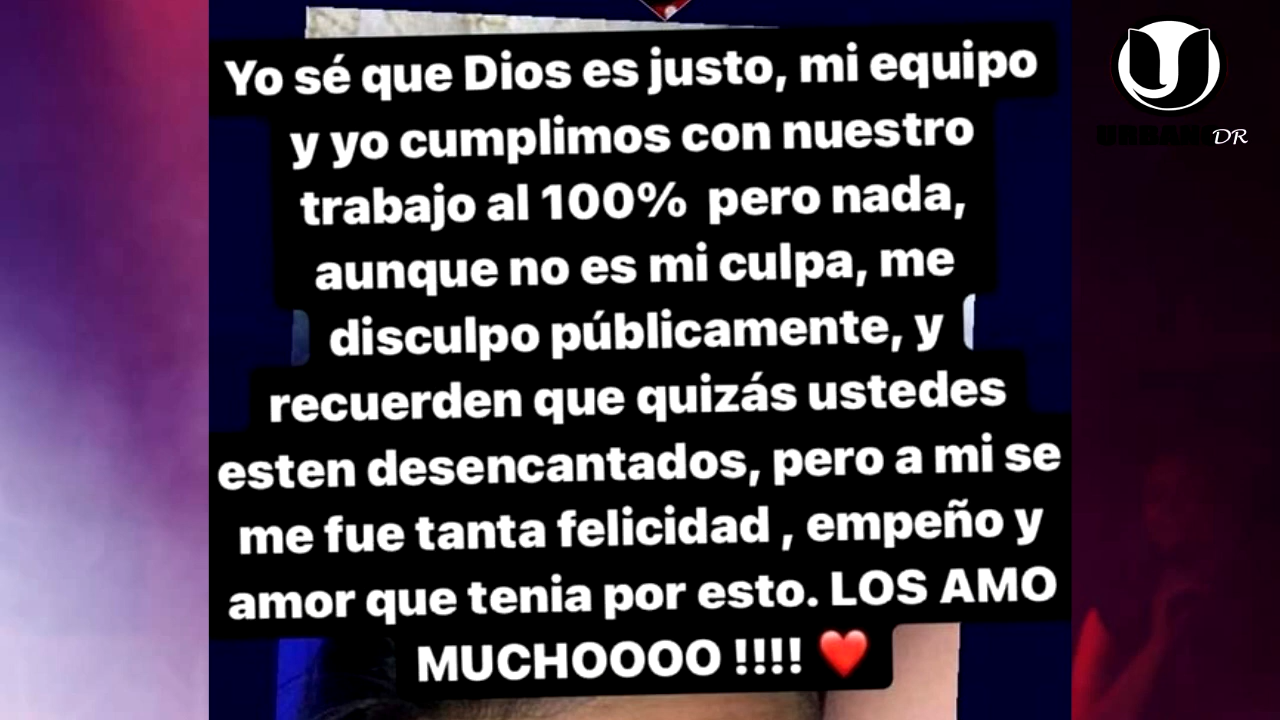 Yo sé que Dios es justo, mi equipo
y yo cumplimos con nuestro
trabajo al 100% pero nada,
aunque no es mi culpa, me
disculpo públicamente, y
recuerden que quizás ustedes
esten desencantados, pero a mi se
me fue tanta felicidad , empeño y
amor que tenia por esto. LOS AMO
MUCHOOOO !!!! ❤️
DR